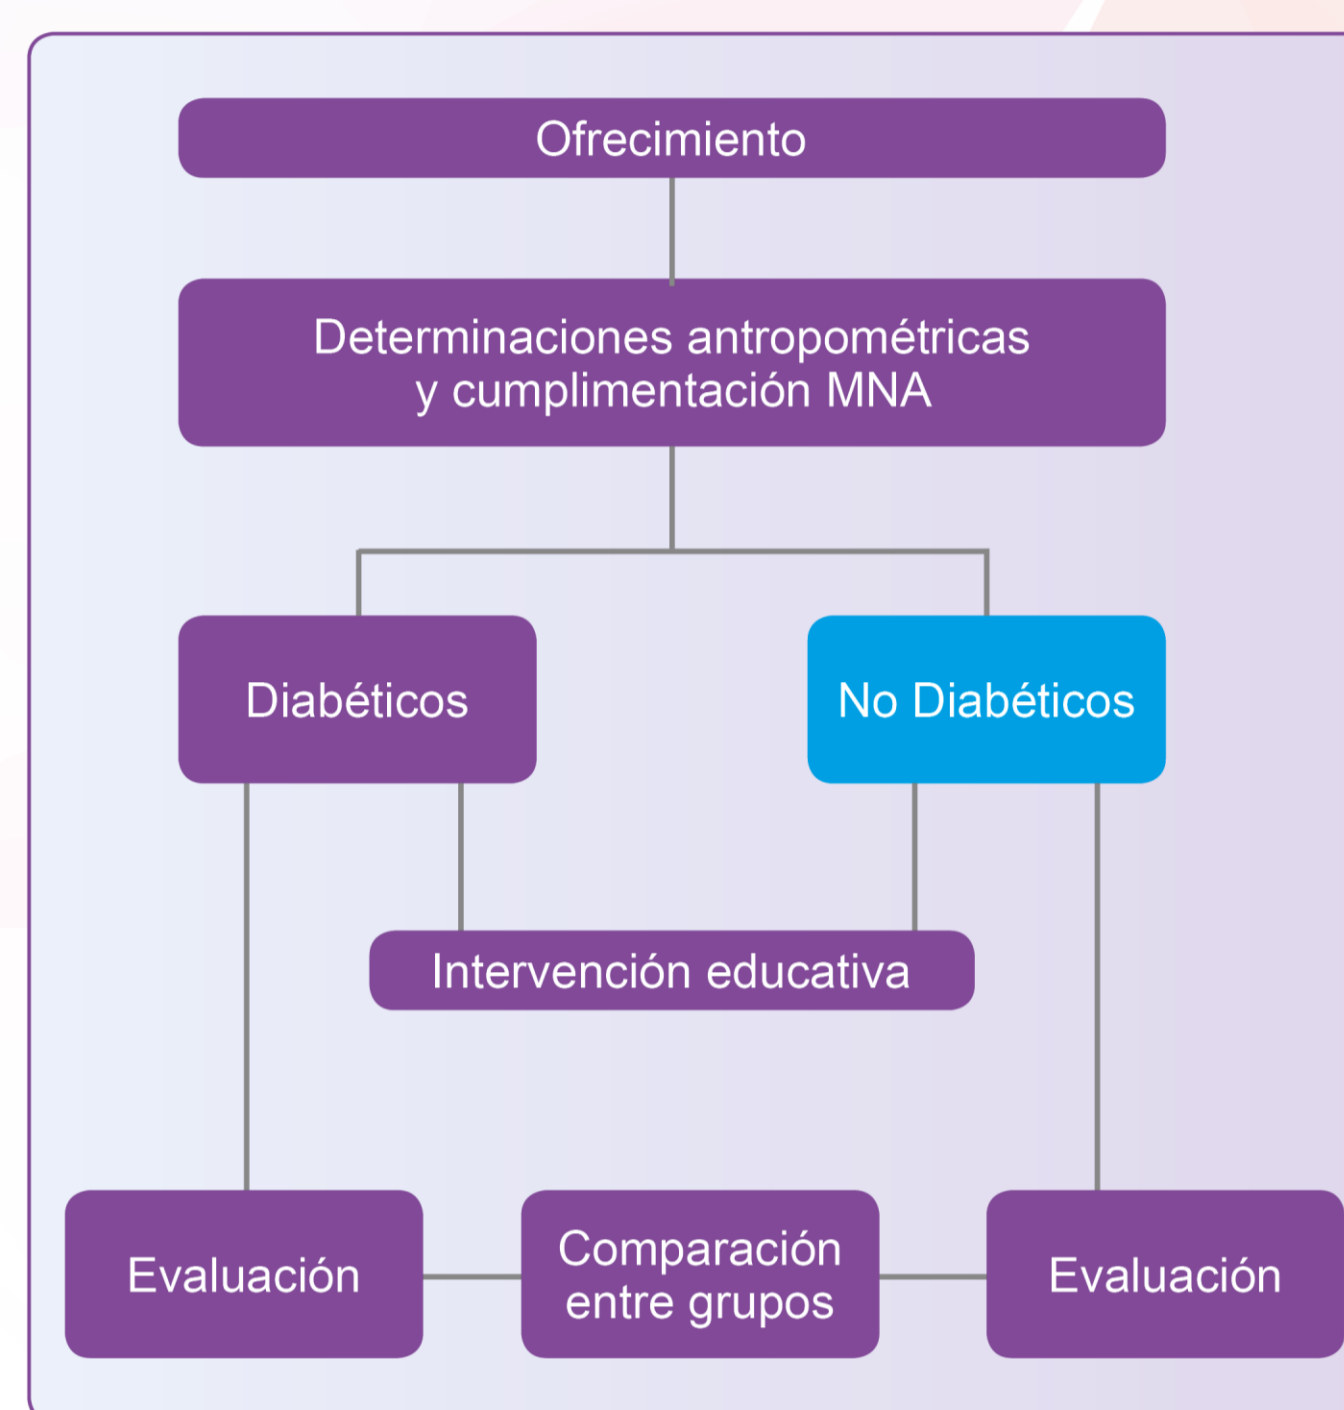 Ofrecimiento
Determinaciones antropométricas
y cumplimentación MNA
Diabéticos
No Diabéticos
Intervención educativa
Evaluación
Comparación
entre grupos
Evaluación